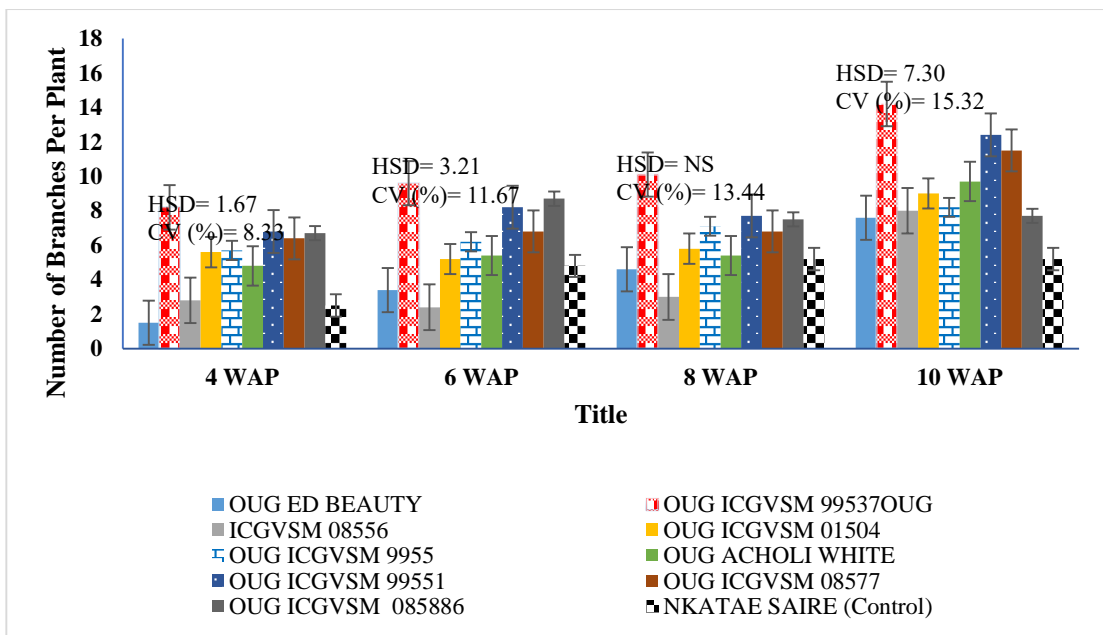 Number of Branches Per Plant
18
16
14
12
10
8
6
4
2
0
HSD= 1.67
CV (%)= 8.33
HSD= 3.21
CV (%)= 11.67
HSD= NS
CV (%)= 13.44
HSD= 7.30
CV (%)= 15.32
4 WAP
6 WAP
8 WAP
10 WAP
Title
OUG ED BEAUTY
OUG ICGVSM 99537OUG
ICGVSM 08556
OUG ICGVSM 01504
OUG ICGVSM 9955
OUG ACHOLI WHITE
OUG ICGVSM 99551
OUG ICGVSM 08577
OUG ICGVSM  085886
NKATAE SAIRE (Control)